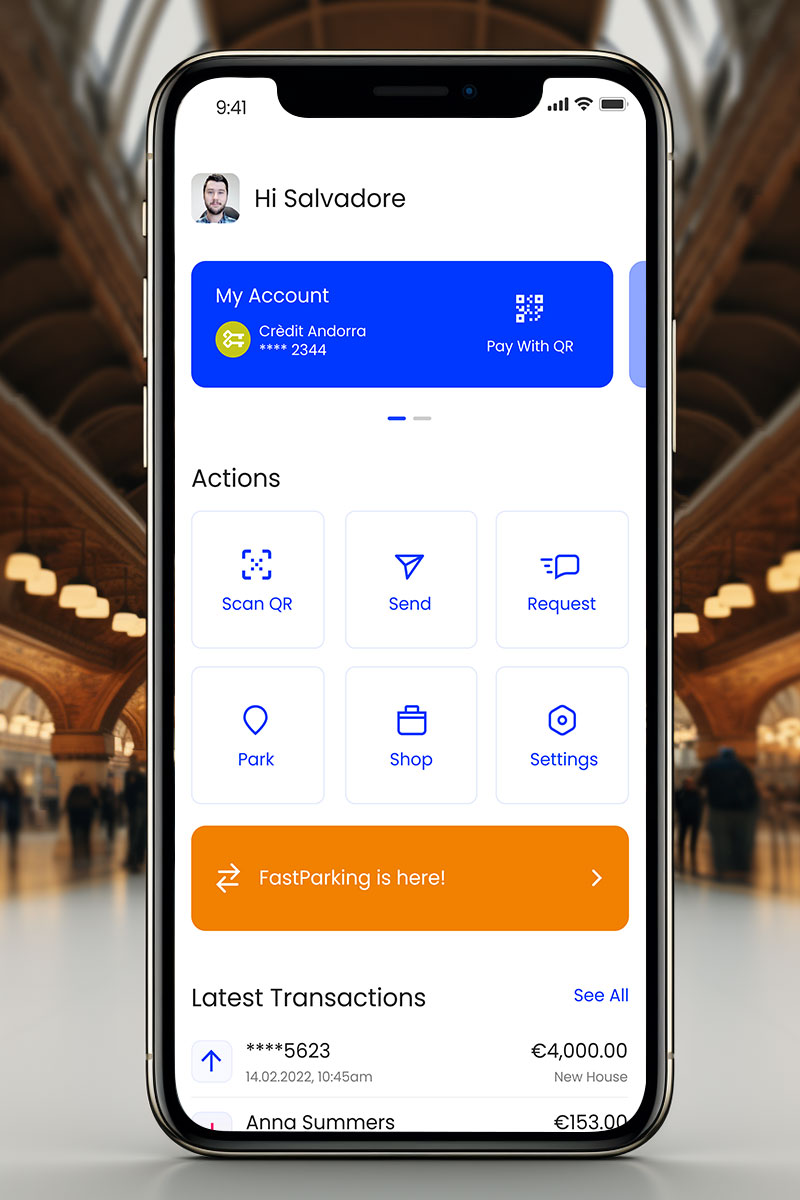 9:41
Hi Salvadore
My Account
Crèdit Andorra
**** 2344
Pay With QR
Actions
Scan QR
Send
Request
Park
Shop
Settings
FastParking is here!
Latest Transactions
See All
****5623
€4,000.00
14.02.2022, 10:45am
New House
Anna Summers
€153.00